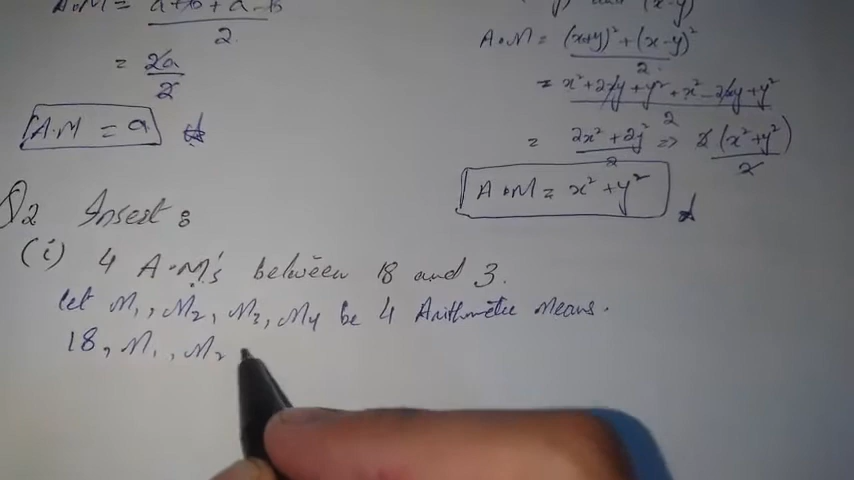 A.M = a+b+a-b
2
= 2a
2
A.M = a
Q2 Insert:
(i) 4 A.M's between 18 and 3.
let M₁, M₂, M₃, M4 be 4 Arithmetic Means.
18, M₁, M₂
and (x-y)
A.M = (x+y)²+(x-y)²
2
= x²+2xy+y²+x²-2xy+y²
2
= 2x²+2y² => 2(x²+y²)
2 2
A.M = x²+y²